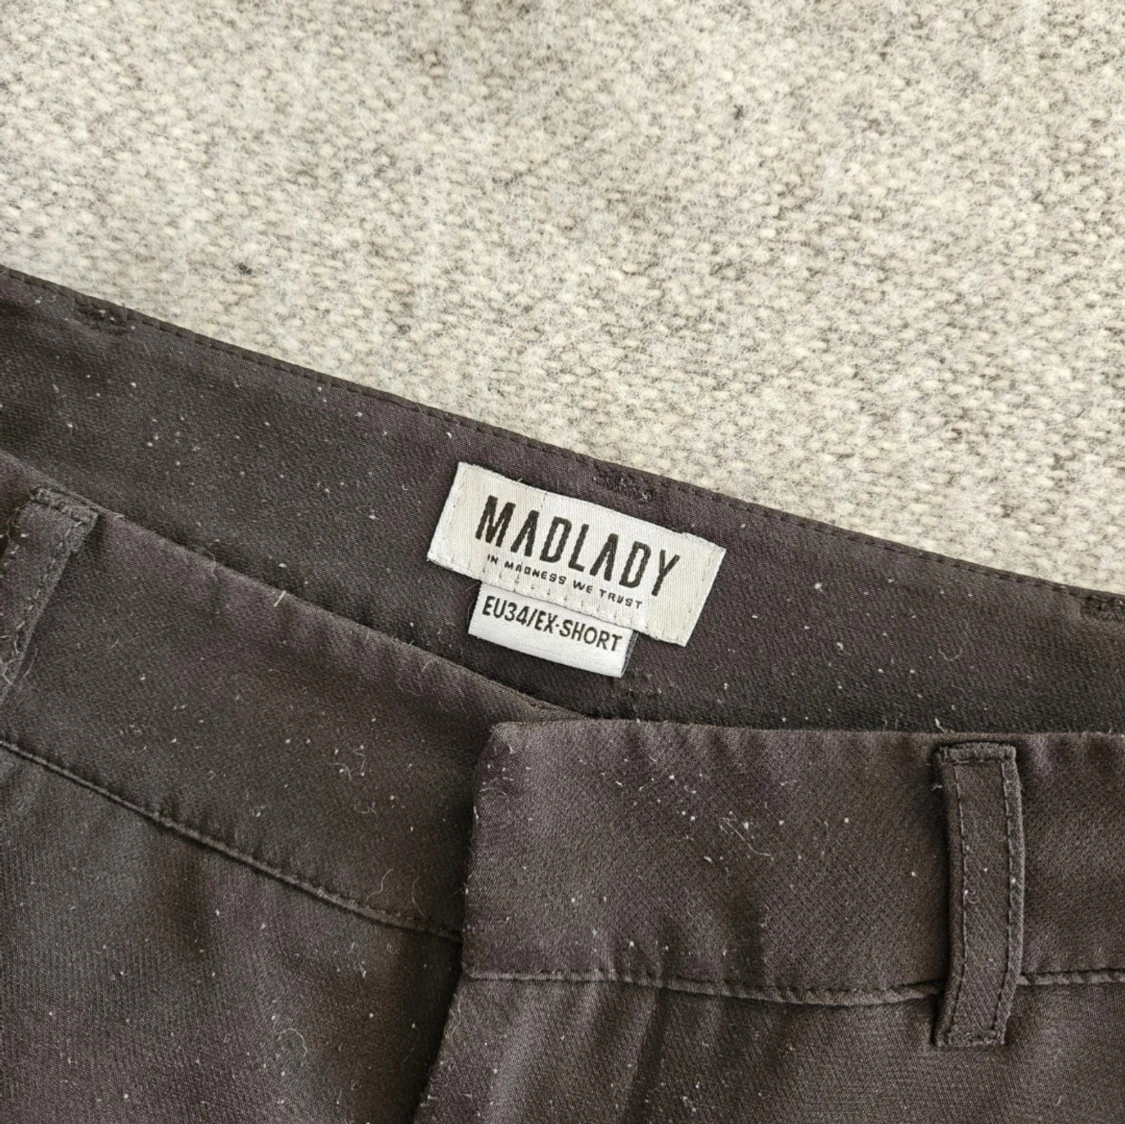 MADLADY
IN MADNESS WE TRUST
EU34/EX-SHORT